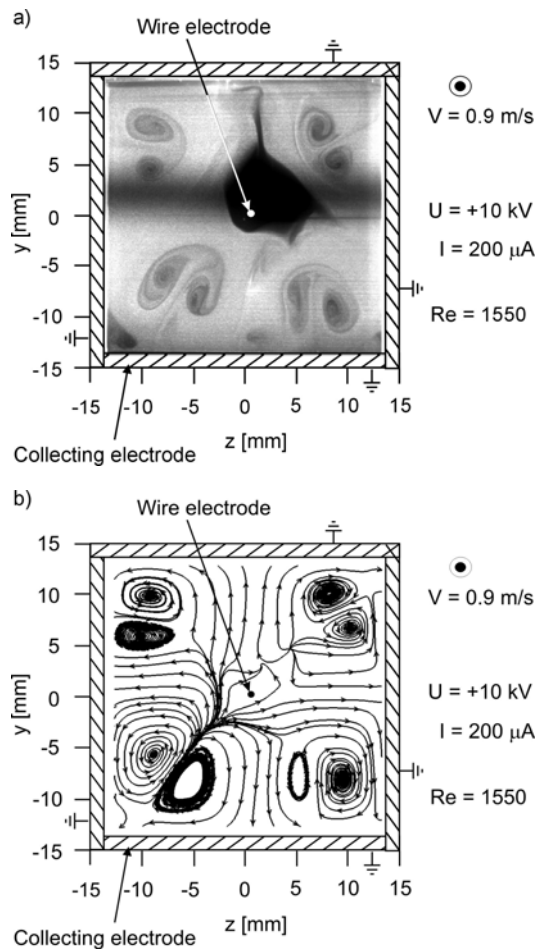 a)
Wire electrode
15
10
5
0
-5
-10
-15
y [mm]
-15 -10 -5 0 5 10 15
z [mm]
Collecting electrode
V = 0.9 m/s
U = +10 kV
I = 200 μA
Re = 1550
b)
Wire electrode
15
10
5
0
-5
-10
-15
y [mm]
-15 -10 -5 0 5 10 15
z [mm]
Collecting electrode
V = 0.9 m/s
U = +10 kV
I = 200 μA
Re = 1550